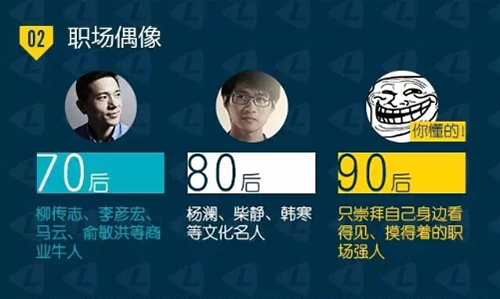 02 职场偶像
你懂的!
70后
80后
90后
柳传志、李彦宏、
马云、俞敏洪等商
业牛人
杨澜、柴静、韩寒
等文化名人
只崇拜自己身边看
得见、摸得着的职
场强人